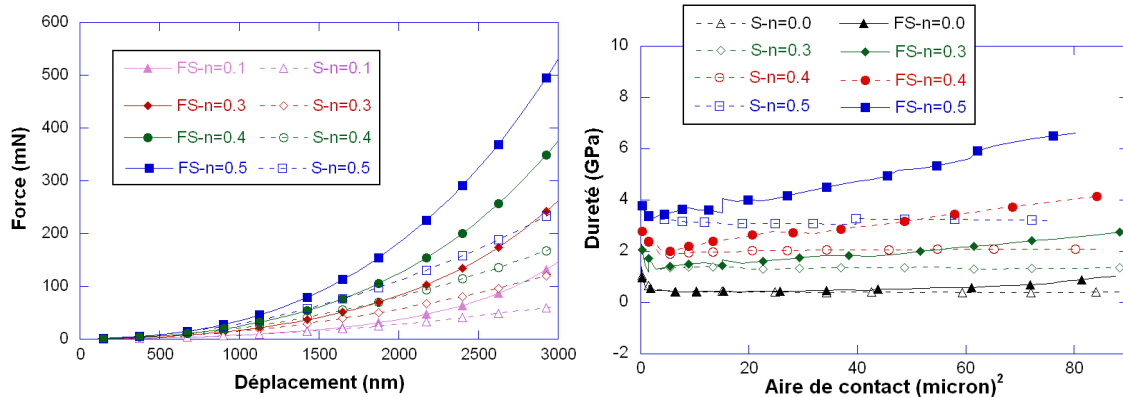 600
500
400
300
200
100
0
Force (mN)
FS-n=0.1 S-n=0.1
FS-n=0.3 S-n=0.3
FS-n=0.4 S-n=0.4
FS-n=0.5 S-n=0.5
0 500 1000 1500 2000 2500 3000
Déplacement (nm)
S-n=0.0 FS-n=0.0
S-n=0.3 FS-n=0.3
S-n=0.4 FS-n=0.4
S-n=0.5 FS-n=0.5
10
8
6
4
2
0
-2
Dureté (GPa)
0 20 40 60 80
Aire de contact (micron)²